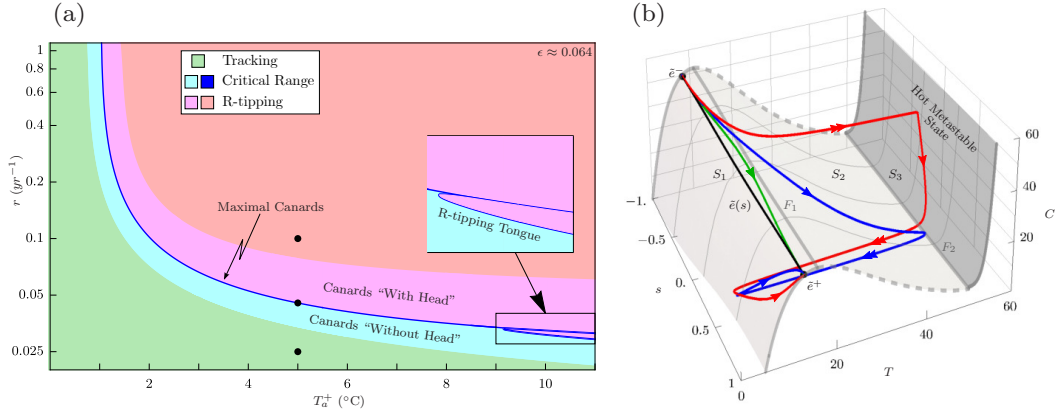 (a)
(b)
ϵ ≈ 0.064
Tracking
Critical Range
R-tipping
1
0.8
0.6
0.4
0.2
0.1
0.05
0.025
r (yr⁻¹)
Maximal Canards
R-tipping Tongue
Canards “With Head”
Canards “Without Head”
2
4
6
8
10
T_a^+ (°C)
ẽ⁻
Hot Metastable
State
S₁
S₂
S₃
ẽ(s)
F₁
F₂
ẽ⁺
60
40
20
C
-1.
-0.5
0.
0.5
1
s
0
20
40
60
T